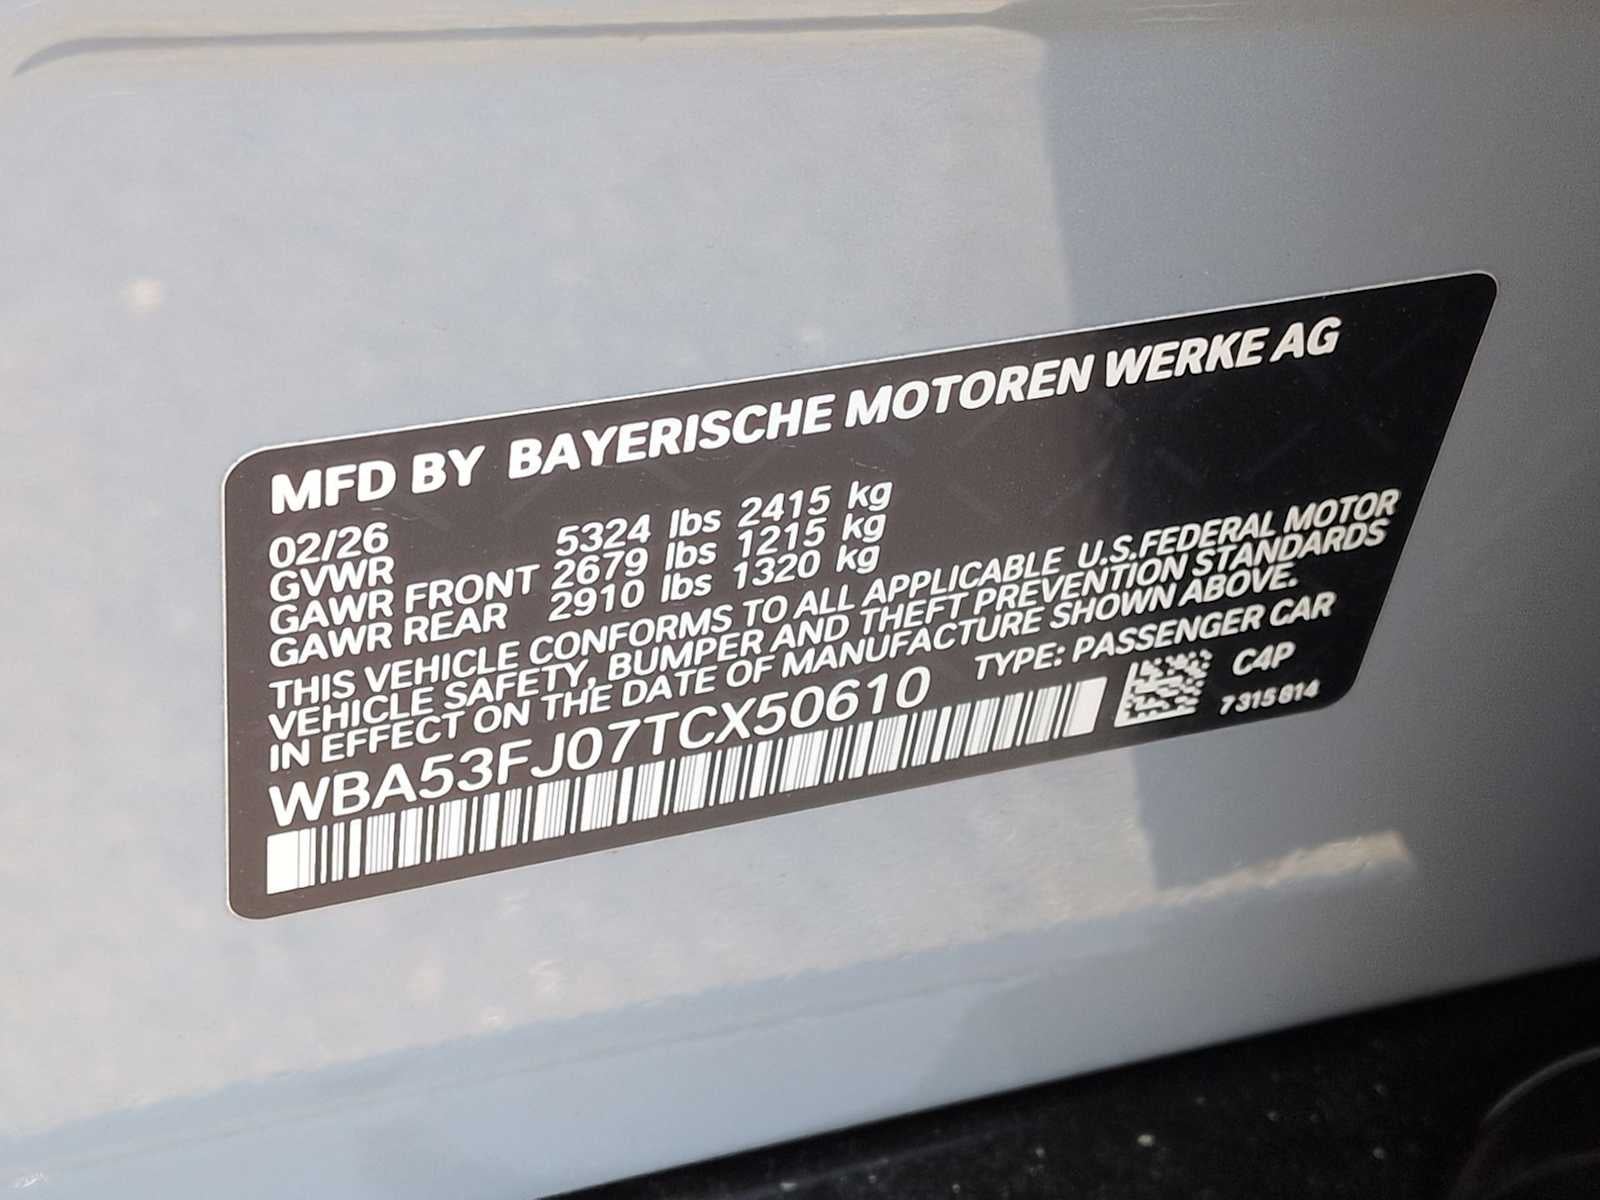 MFD BY BAYERISCHE MOTOREN WERKE AG
02/26
GVWR 5324 lbs 2415 kg
GAWR FRONT 2679 lbs 1215 kg
GAWR REAR 2910 lbs 1320 kg
THIS VEHICLE CONFORMS TO ALL APPLICABLE U.S.FEDERAL MOTOR
VEHICLE SAFETY, BUMPER AND THEFT PREVENTION STANDARDS
IN EFFECT ON THE DATE OF MANUFACTURE SHOWN ABOVE.
WBA53FJ07TCX50610 TYPE: PASSENGER CAR
C4P
7315814